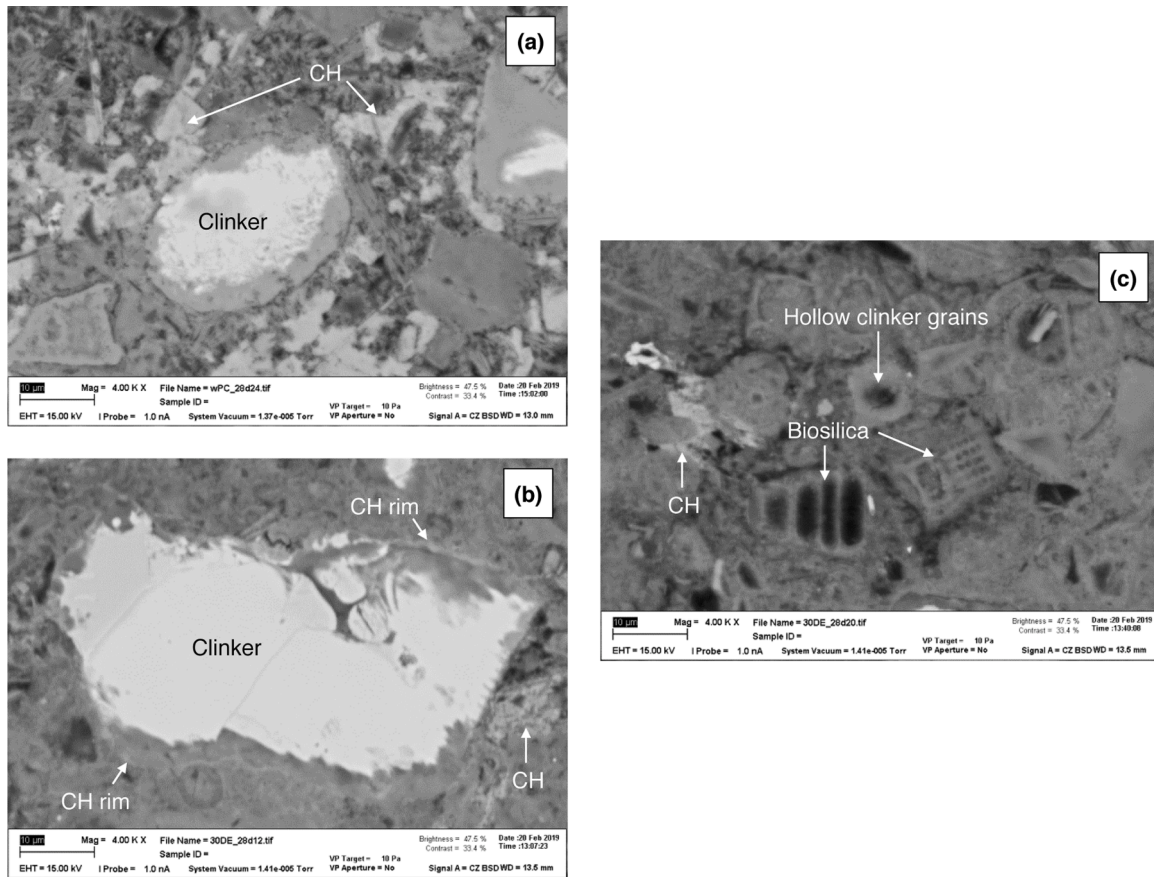 (a)
CH
Clinker
10 µm
Mag = 4.00 K X
File Name = wPC_28d24.tif
Sample ID =
EHT = 15.00 kV
I Probe = 1.0 nA
System Vacuum = 1.37e-005 Torr
VP Target = 10 Pa
VP Aperture = No
Brightness = 47.5 %
Contrast = 33.4 %
Signal A = CZ BSD
WD = 13.0 mm
Date :20 Feb 2019
Time :15:02:00
(b)
CH rim
Clinker
CH
CH rim
10 µm
Mag = 4.00 K X
File Name = 30DE_28d12.tif
Sample ID =
EHT = 15.00 kV
I Probe = 1.0 nA
System Vacuum = 1.41e-005 Torr
VP Target = 10 Pa
VP Aperture = No
Brightness = 47.5 %
Contrast = 33.4 %
Signal A = CZ BSD
WD = 13.5 mm
Date :20 Feb 2019
Time :13:07:23
(c)
Hollow clinker grains
Biosilica
CH
10 µm
Mag = 4.00 K X
File Name = 30DE_28d20.tif
Sample ID =
EHT = 15.00 kV
I Probe = 1.0 nA
System Vacuum = 1.41e-005 Torr
VP Target = 10 Pa
VP Aperture = No
Brightness = 47.5 %
Contrast = 33.4 %
Signal A = CZ BSD
WD = 13.5 mm
Date :20 Feb 2019
Time :13:40:08